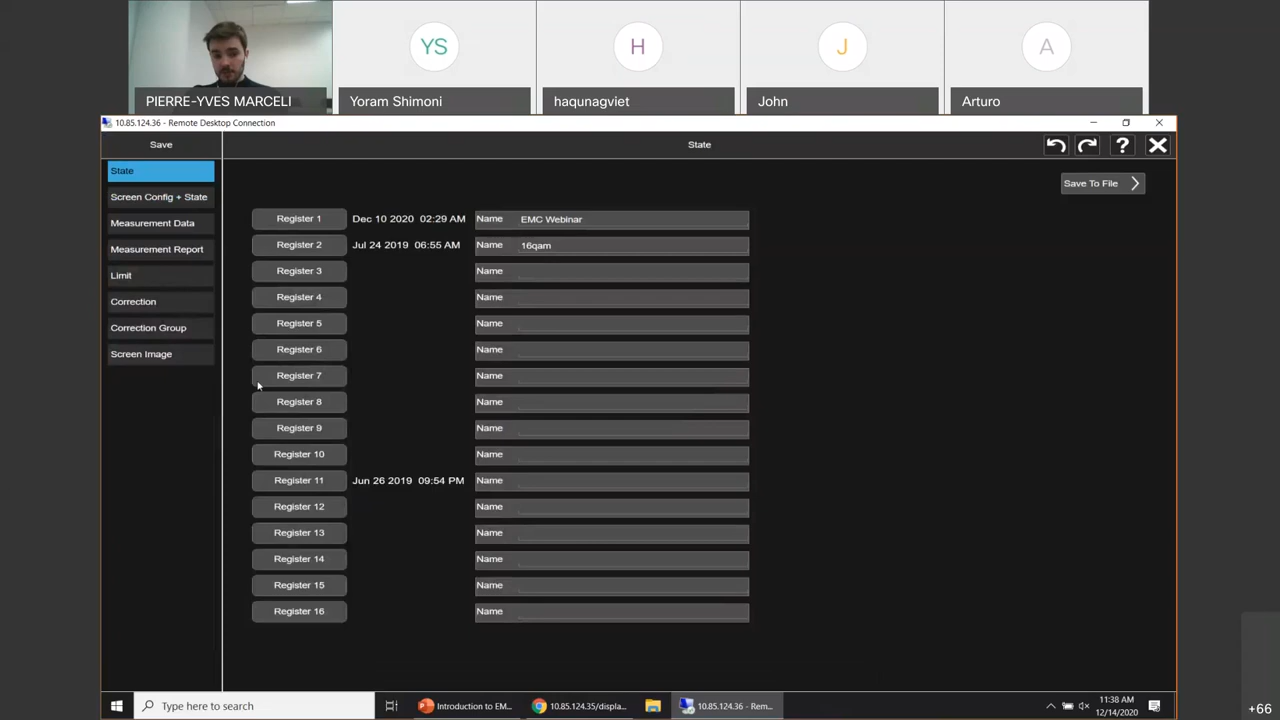 YS
H
J
A
PIERRE-YVES MARCELI
Yoram Shimoni
haqunagviet
John
Arturo
10.85.124.36 - Remote Desktop Connection
Save
State
?
State
Screen Config + State
Measurement Data
Measurement Report
Limit
Correction
Correction Group
Screen Image
Save To File
Register 1 Dec 10 2020 02:29 AM Name EMC Webinar
Register 2 Jul 24 2019 06:55 AM Name 16qam
Register 3 Name
Register 4 Name
Register 5 Name
Register 6 Name
Register 7 Name
Register 8 Name
Register 9 Name
Register 10 Name
Register 11 Jun 26 2019 09:54 PM Name
Register 12 Name
Register 13 Name
Register 14 Name
Register 15 Name
Register 16 Name
Type here to search
Introduction to EM...
10.85.124.35/displa...
10.85.124.36 - Rem...
11:38 AM
12/14/2020
+66